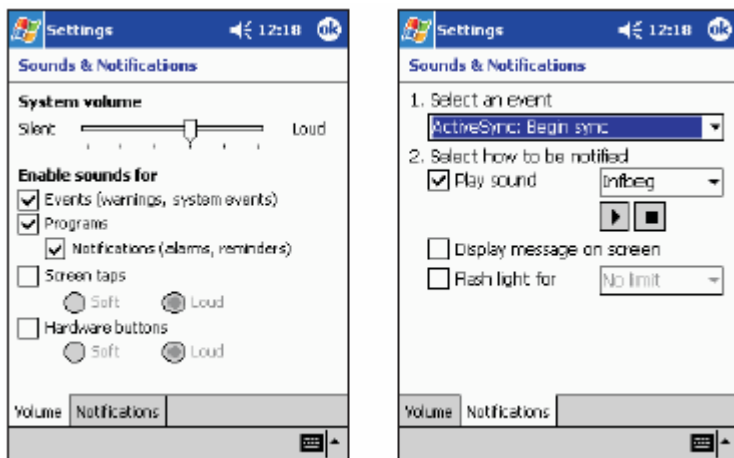 Settings 12:18 ok
Sounds & Notifications
System volume
Silent Loud
Enable sounds for
Events (warnings, system events)
Programs
Notifications (alarms, reminders)
Screen taps
Soft Loud
Hardware buttons
Soft Loud
Volume Notifications
Settings 12:18 ok
Sounds & Notifications
1. Select an event
ActiveSync: Begin sync
2. Select how to be notified
Play sound Infbeg
Display message on screen
Flash light for No limit
Volume Notifications